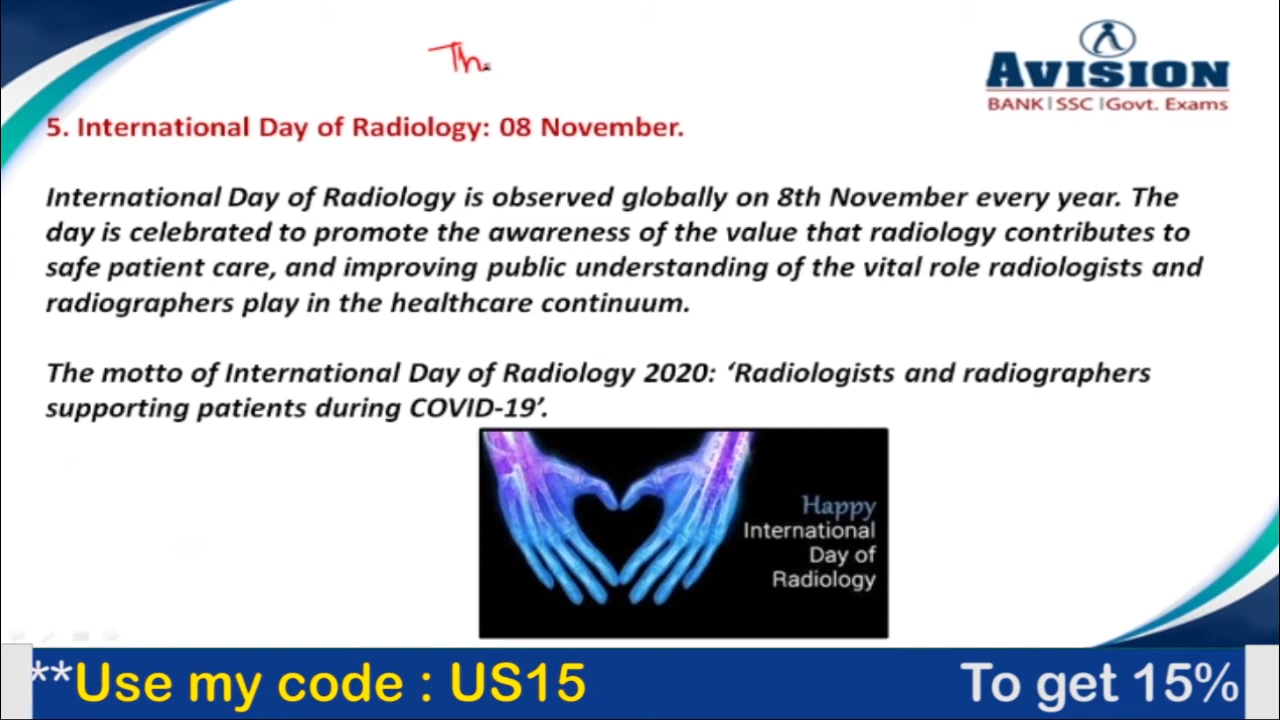 Th
AVISION
BANK|SSC|Govt. Exams
5. International Day of Radiology: 08 November.
International Day of Radiology is observed globally on 8th November every year. The
day is celebrated to promote the awareness of the value that radiology contributes to
safe patient care, and improving public understanding of the vital role radiologists and
radiographers play in the healthcare continuum.
The motto of International Day of Radiology 2020: ‘Radiologists and radiographers
supporting patients during COVID-19’.
Happy
International
Day of
Radiology
**Use my code : US15 To get 15%